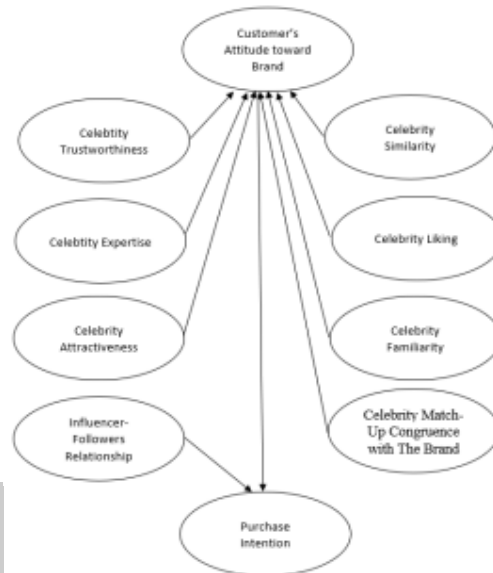 Customer's
Attitude toward
Brand
Celebtity
Trustworthiness
Celebrity
Similarity
Celebtity Expertise
Celebrity Liking
Celebrity
Attractiveness
Celebrity
Familiarity
Influencer-
Followers
Relationship
Celebrity Match-
Up Congruence
with The Brand
Purchase
Intention